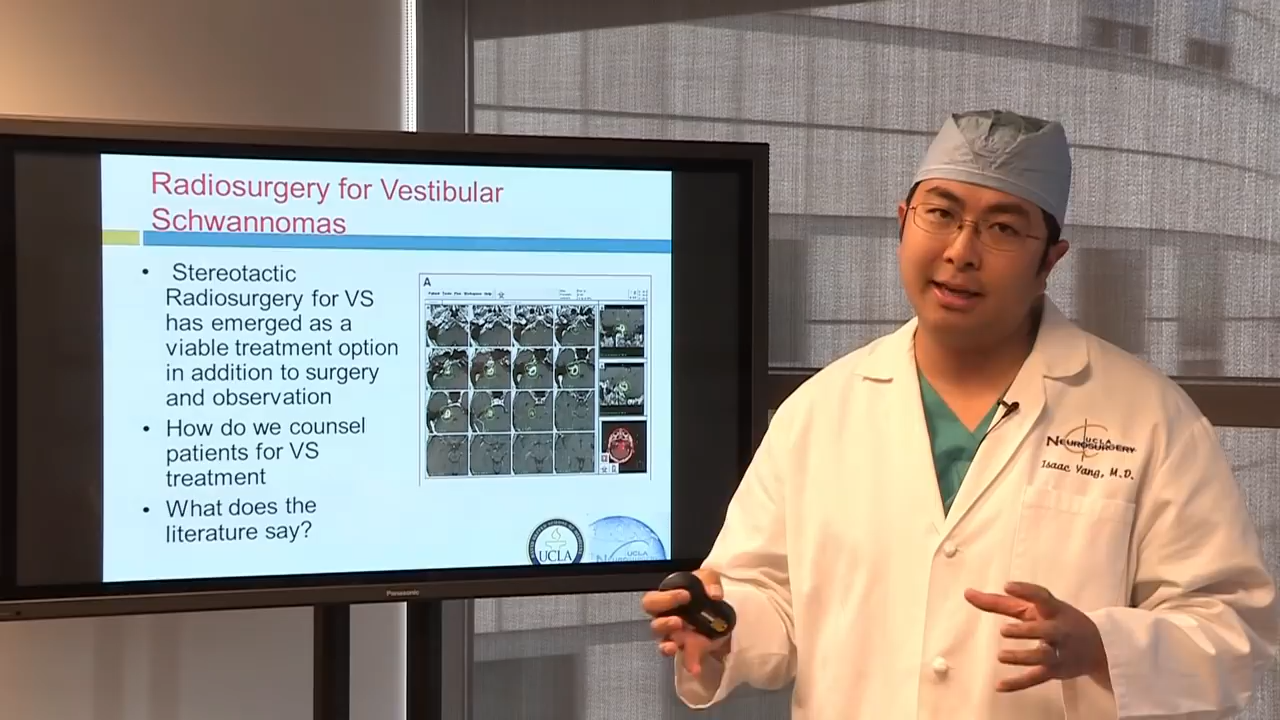 Radiosurgery for Vestibular
Schwannomas
• Stereotactic
Radiosurgery for VS
has emerged as a
viable treatment option
in addition to surgery
and observation
• How do we counsel
patients for VS
treatment
• What does the
literature say?
A
UCLA
UCLA
NEUROSURGERY
Panasonic
UCLA
NEUROSURGERY
Isaac Yang, M.D.